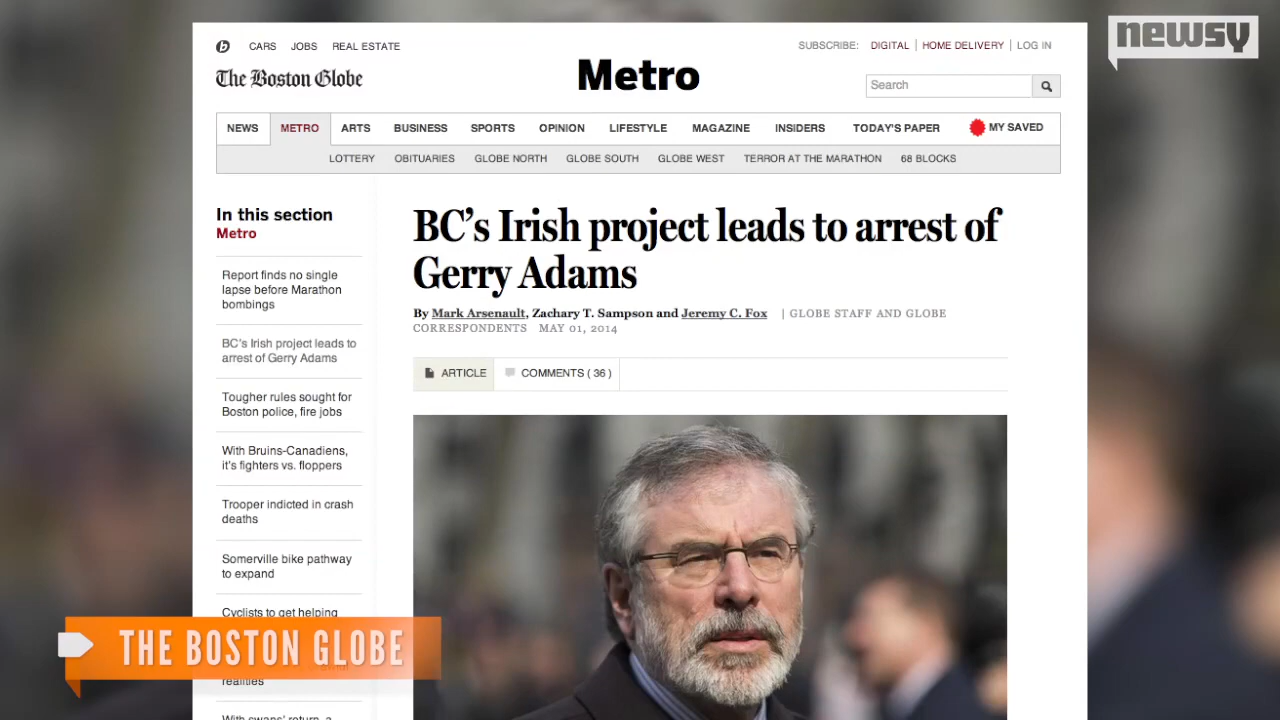 newsy
CARS JOBS REAL ESTATE
SUBSCRIBE: DIGITAL | HOME DELIVERY | LOG IN
The Boston Globe
Metro
Search
NEWS METRO ARTS BUSINESS SPORTS OPINION LIFESTYLE MAGAZINE INSIDERS TODAY'S PAPER MY SAVED
LOTTERY OBITUARIES GLOBE NORTH GLOBE SOUTH GLOBE WEST TERROR AT THE MARATHON 68 BLOCKS
In this section
Metro
Report finds no single
lapse before Marathon
bombings
BC's Irish project leads to
arrest of Gerry Adams
Tougher rules sought for
Boston police, fire jobs
With Bruins-Canadiens,
it's fighters vs. floppers
Trooper indicted in crash
deaths
Somerville bike pathway
to expand
Cyclists to get helping
realities
With swans' return, a
BC's Irish project leads to arrest of
Gerry Adams
By Mark Arsenault, Zachary T. Sampson and Jeremy C. Fox | GLOBE STAFF AND GLOBE
CORRESPONDENTS MAY 01, 2014
ARTICLE COMMENTS ( 36 )
THE BOSTON GLOBE